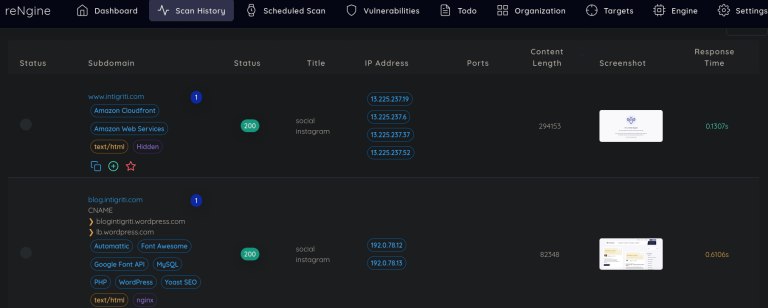 reNgine Dashboard Scan History Scheduled Scan Vulnerabilities Todo Organization Targets Engine Settings
Status Subdomain Status Title IP Address Ports Content Length Screenshot Response Time
www.intigriti.com 1
Amazon Cloudfront
Amazon Web Services
text/html Hidden
200
social
instagram
13.225.237.19
13.225.237.6
13.225.237.37
13.225.237.52
294153
0.1307s
blog.intigriti.com 1
CNAME
❯ blogintigriti.wordpress.com
❯ lb.wordpress.com
Automattic Font Awesome
Google Font API MySQL
PHP WordPress Yoast SEO
text/html nginx
200
social
instagram
192.0.78.12
192.0.78.13
82348
0.6106s